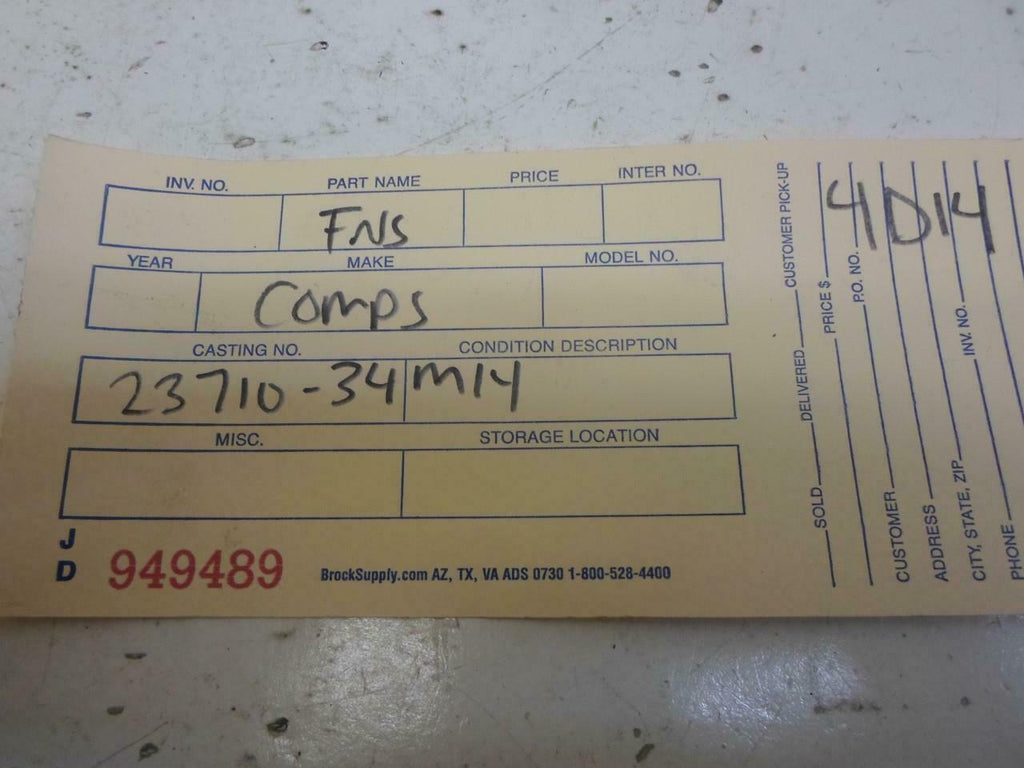 INV. NO. PART NAME PRICE INTER NO.
FNS
YEAR MAKE MODEL NO.
Comps
CASTING NO. CONDITION DESCRIPTION
23710-34M14
MISC. STORAGE LOCATION
J
D
949489
BrockSupply.com AZ, TX, VA ADS 0730 1-800-528-4400
SOLD DELIVERED CUSTOMER PICK-UP
PRICE $
P.O. NO.
CUSTOMER
ADDRESS
CITY, STATE, ZIP INV. NO.
PHONE
4D14